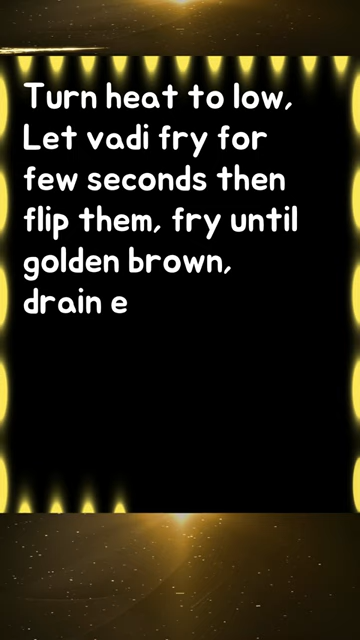 Turn heat to low,
Let vadi fry for
few seconds then
flip them, fry until
golden brown,
drain e